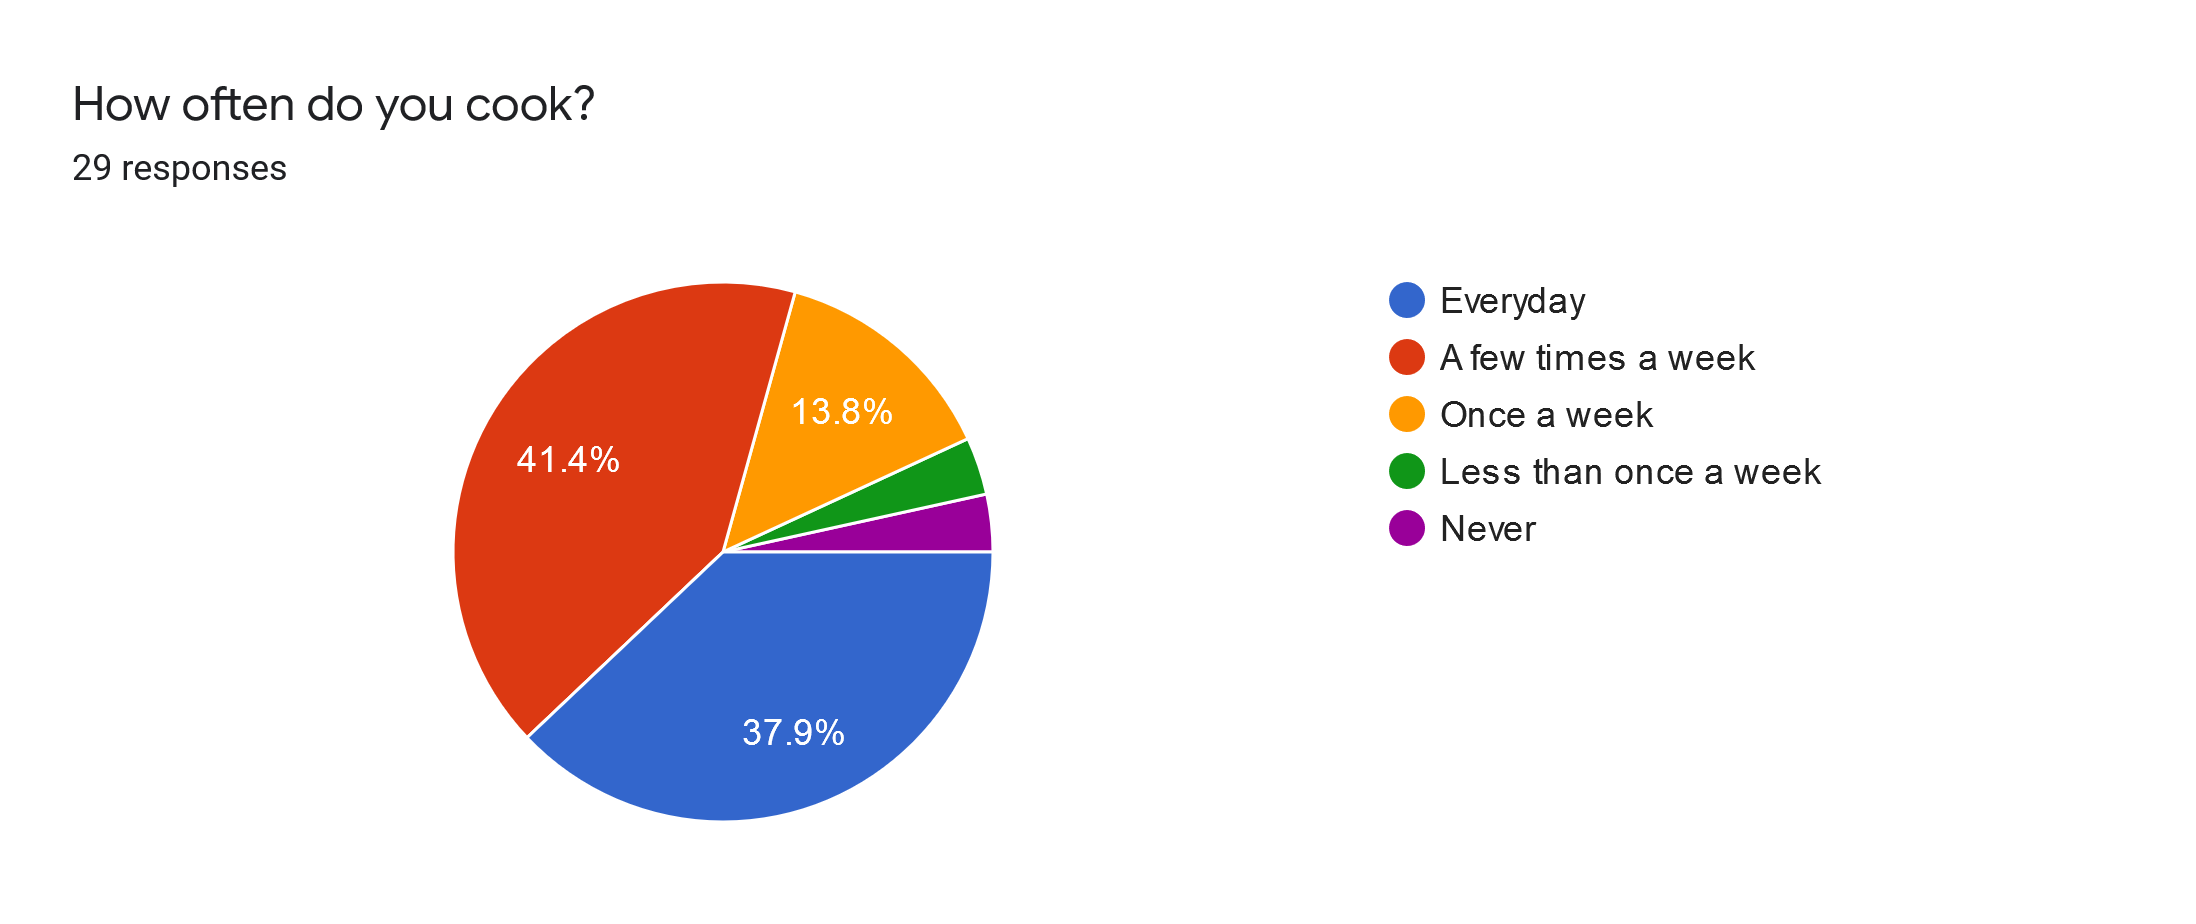 How often do you cook?
29 responses
13.8%
41.4%
37.9%
Everyday
A few times a week
Once a week
Less than once a week
Never